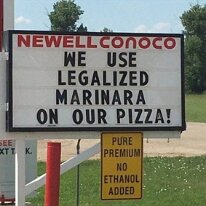 NEWELL CONOCO
WE USE
LEGALIZED
MARINARA
ON OUR PIZZA!
PURE
PREMIUM
NO
ETHANOL
ADDED